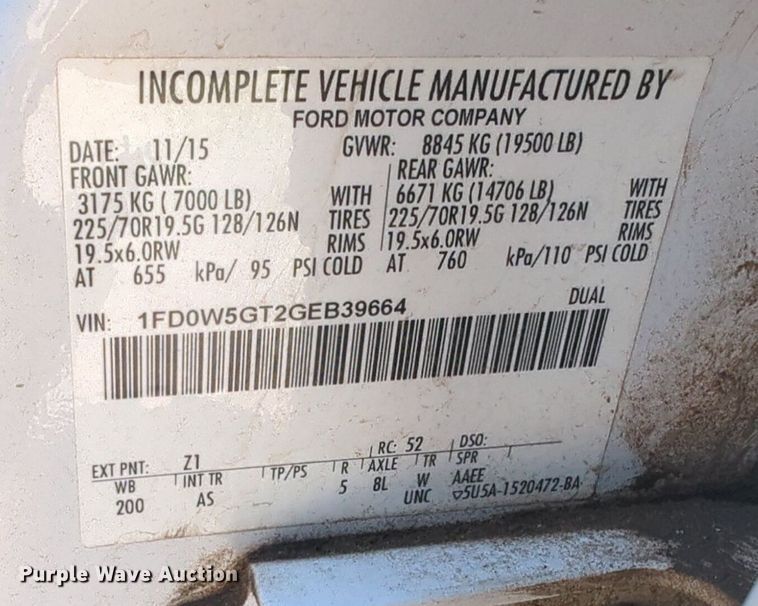 INCOMPLETE VEHICLE MANUFACTURED BY
FORD MOTOR COMPANY
DATE: 11/15 GVWR: 8845 KG (19500 LB)
FRONT GAWR: REAR GAWR:
3175 KG ( 7000 LB) WITH 6671 KG (14706 LB) WITH
225/70R19.5G 128/126N TIRES 225/70R19.5G 128/126N TIRES
19.5x6.0RW RIMS 19.5x6.0RW RIMS
AT 655 kPa/ 95 PSI COLD AT 760 kPa/110 PSI COLD
VIN: 1FD0W5GT2GEB39664 DUAL
EXT PNT: Z1 RC: 52 DSO:
WB INT TR TP/PS R AXLE TR SPR
200 AS 5 8L W AAEE
UNC ▽5U5A-1520472-BA
Purple Wave Auction